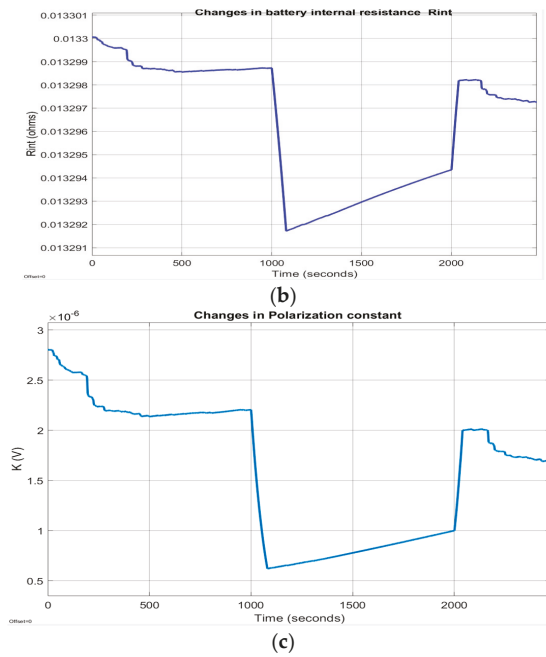 Changes in battery internal resistance Rint
0.013301
0.0133
0.013299
0.013298
0.013297
0.013296
0.013295
0.013294
0.013293
0.013292
0.013291
Rint (ohms)
0
500
1000
1500
2000
Time (seconds)
Offset=0
(b)
×10⁻⁶
Changes in Polarization constant
3
2.5
2
1.5
1
0.5
K (V)
0
500
1000
1500
2000
Time (seconds)
Offset=0
(c)